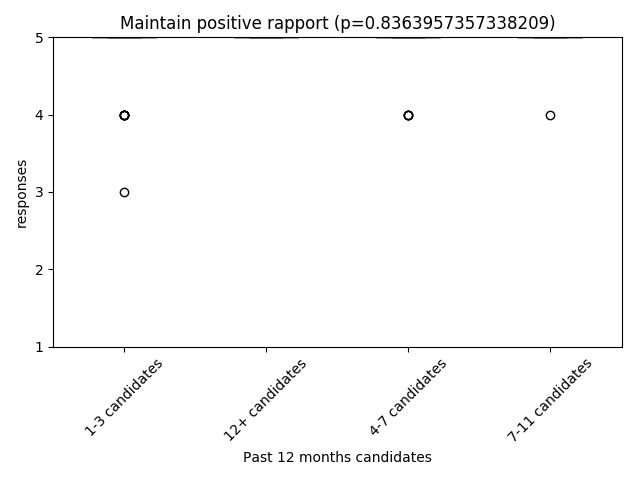 Maintain positive rapport (p=0.8363957357338209)
5
4
3
2
1
responses
1-3 candidates
12+ candidates
4-7 candidates
7-11 candidates
Past 12 months candidates